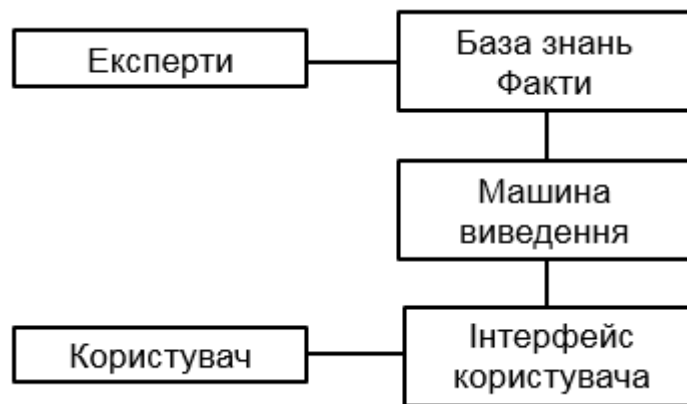 Експерти
База знань
Факти
Машина
виведення
Користувач
Інтерфейс
користувача